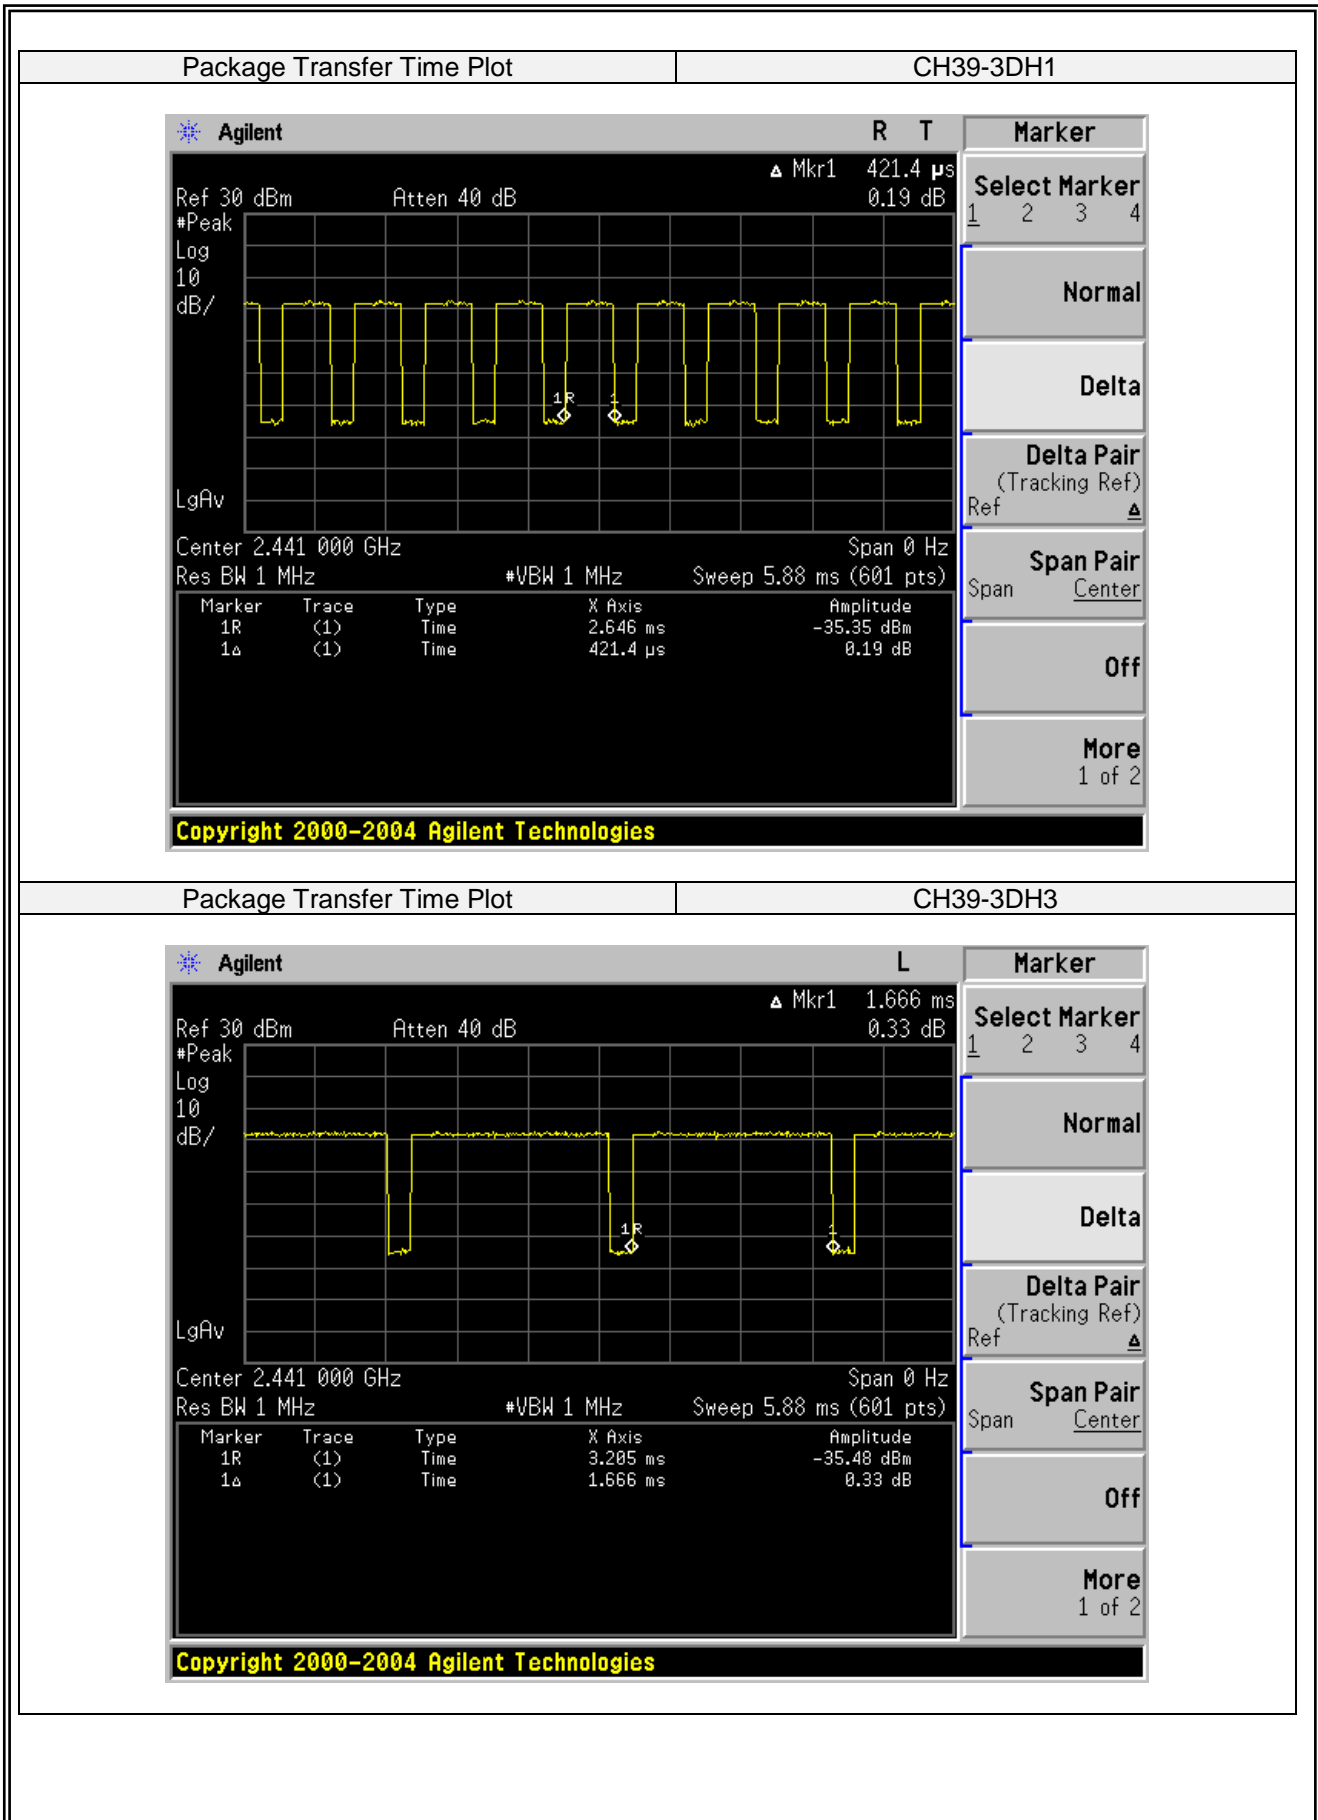 Package Transfer Time Plot CH39-3DH1
Agilent R T Marker
Δ Mkr1 421.4 µs
Ref 30 dBm Atten 40 dB 0.19 dB
#Peak
Log
10
dB/
1R 1
LgAv
Center 2.441 000 GHz Span 0 Hz
Res BW 1 MHz #VBW 1 MHz Sweep 5.88 ms (601 pts)
Marker Trace Type X Axis Amplitude
1R (1) Time 2.646 ms -35.35 dBm
1Δ (1) Time 421.4 µs 0.19 dB
Select Marker
1 2 3 4
Normal
Delta
Delta Pair
(Tracking Ref)
Ref Δ
Span Pair
Span Center
Off
More
1 of 2
Copyright 2000-2004 Agilent Technologies
Package Transfer Time Plot CH39-3DH3
Agilent L Marker
Δ Mkr1 1.666 ms
Ref 30 dBm Atten 40 dB 0.33 dB
#Peak
Log
10
dB/
1R 1
LgAv
Center 2.441 000 GHz Span 0 Hz
Res BW 1 MHz #VBW 1 MHz Sweep 5.88 ms (601 pts)
Marker Trace Type X Axis Amplitude
1R (1) Time 3.205 ms -35.48 dBm
1Δ (1) Time 1.666 ms 0.33 dB
Select Marker
1 2 3 4
Normal
Delta
Delta Pair
(Tracking Ref)
Ref Δ
Span Pair
Span Center
Off
More
1 of 2
Copyright 2000-2004 Agilent Technologies